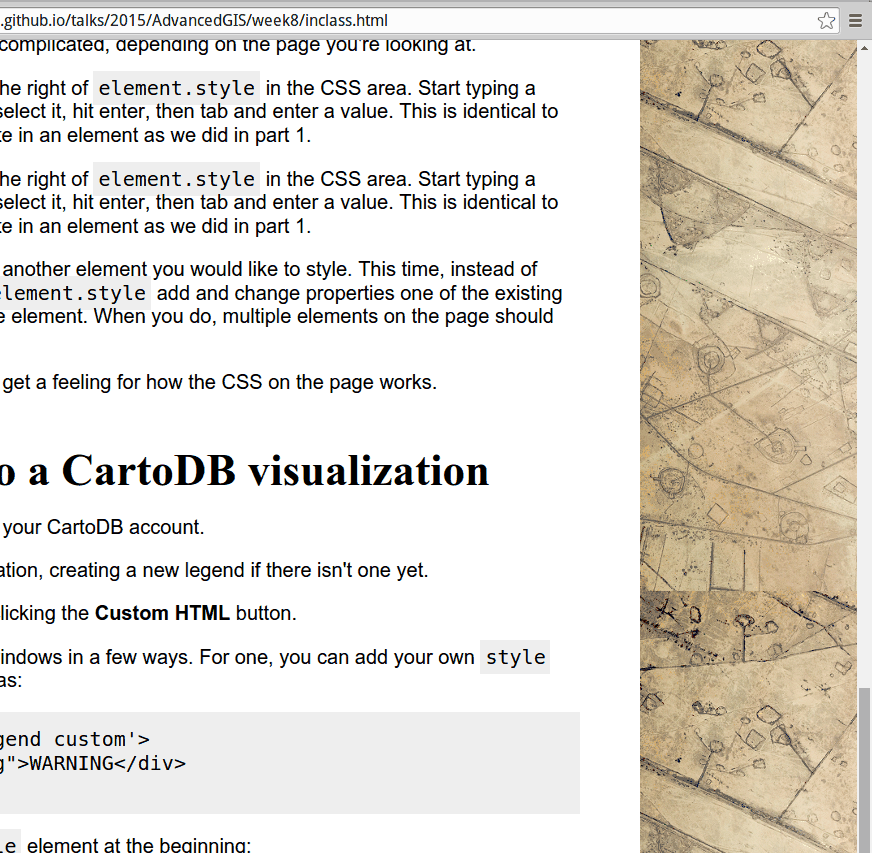 .github.io/talks/2015/AdvancedGIS/week8/inclass.html
complicated, depending on the page you're looking at.
he right of element.style in the CSS area. Start typing a
select it, hit enter, then tab and enter a value. This is identical to
te in an element as we did in part 1.
he right of element.style in the CSS area. Start typing a
select it, hit enter, then tab and enter a value. This is identical to
te in an element as we did in part 1.
another element you would like to style. This time, instead of
element.style add and change properties one of the existing
e element. When you do, multiple elements on the page should
get a feeling for how the CSS on the page works.
o a CartoDB visualization
your CartoDB account.
ation, creating a new legend if there isn't one yet.
licking the Custom HTML button.
indows in a few ways. For one, you can add your own style
as:
gend custom'>
g">WARNING</div>
le element at the beginning: